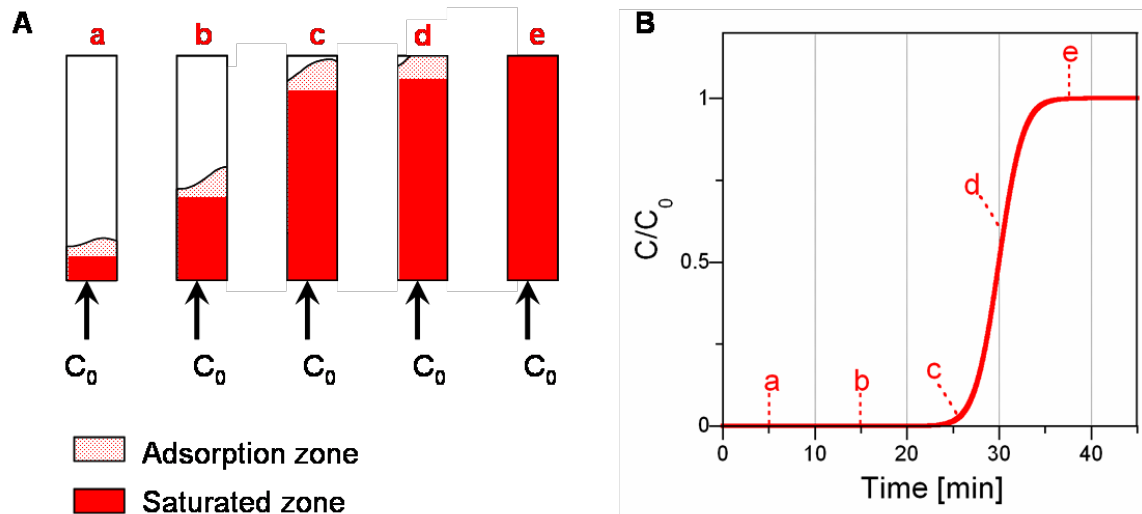 A
a b c d e
C0 C0 C0 C0 C0
Adsorption zone
Saturated zone
B
C/C0
1
0.5
0
a b c d e
0 10 20 30 40
Time [min]